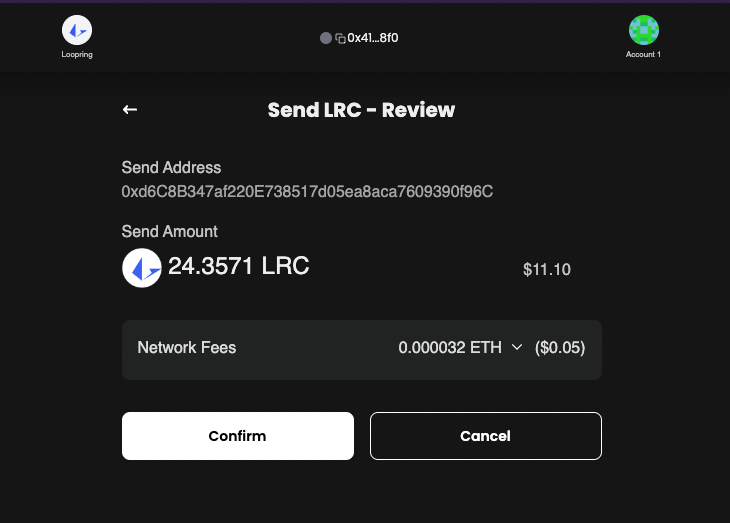 Loopring
0x41...8f0
Account 1
Send LRC - Review
Send Address
0xd6C8B347af220E738517d05ea8aca7609390f96C
Send Amount
24.3571 LRC
$11.10
Network Fees
0.000032 ETH ($0.05)
Confirm
Cancel